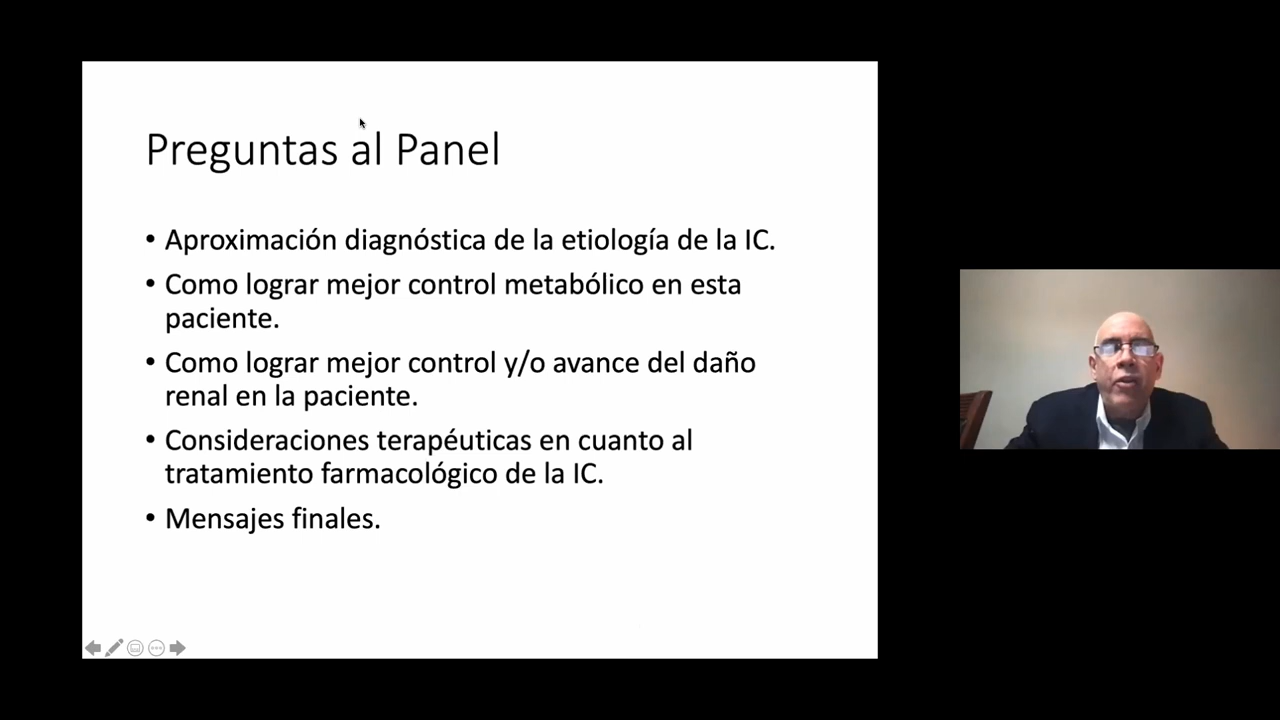 Preguntas al Panel
• Aproximación diagnóstica de la etiología de la IC.
• Como lograr mejor control metabólico en esta
paciente.
• Como lograr mejor control y/o avance del daño
renal en la paciente.
• Consideraciones terapéuticas en cuanto al
tratamiento farmacológico de la IC.
• Mensajes finales.